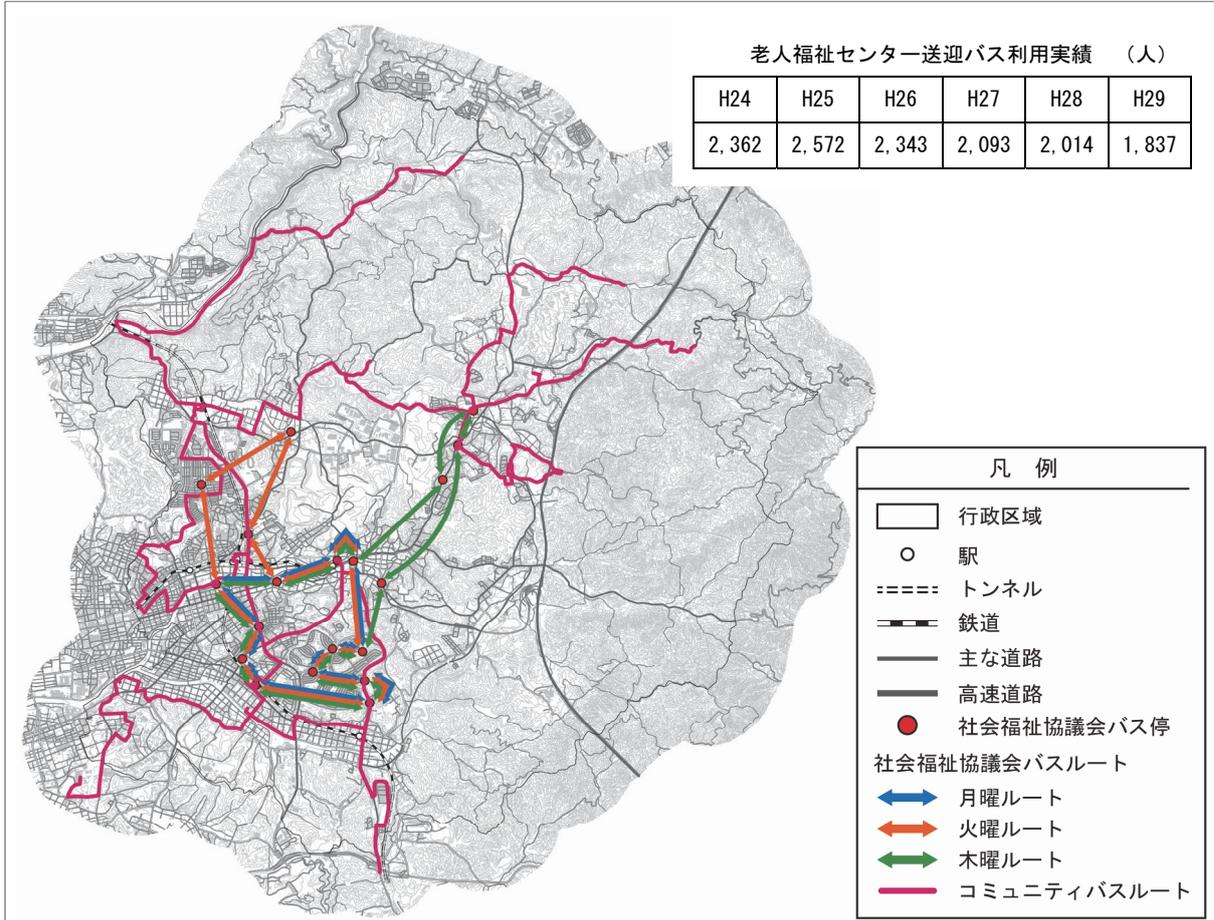 老人福祉センター送迎バス利用実績　（人）
H24 H25 H26 H27 H28 H29
2,362 2,572 2,343 2,093 2,014 1,837
凡　例
行政区域
駅
トンネル
鉄道
主な道路
高速道路
社会福祉協議会バス停
社会福祉協議会バスルート
月曜ルート
火曜ルート
木曜ルート
コミュニティバスルート